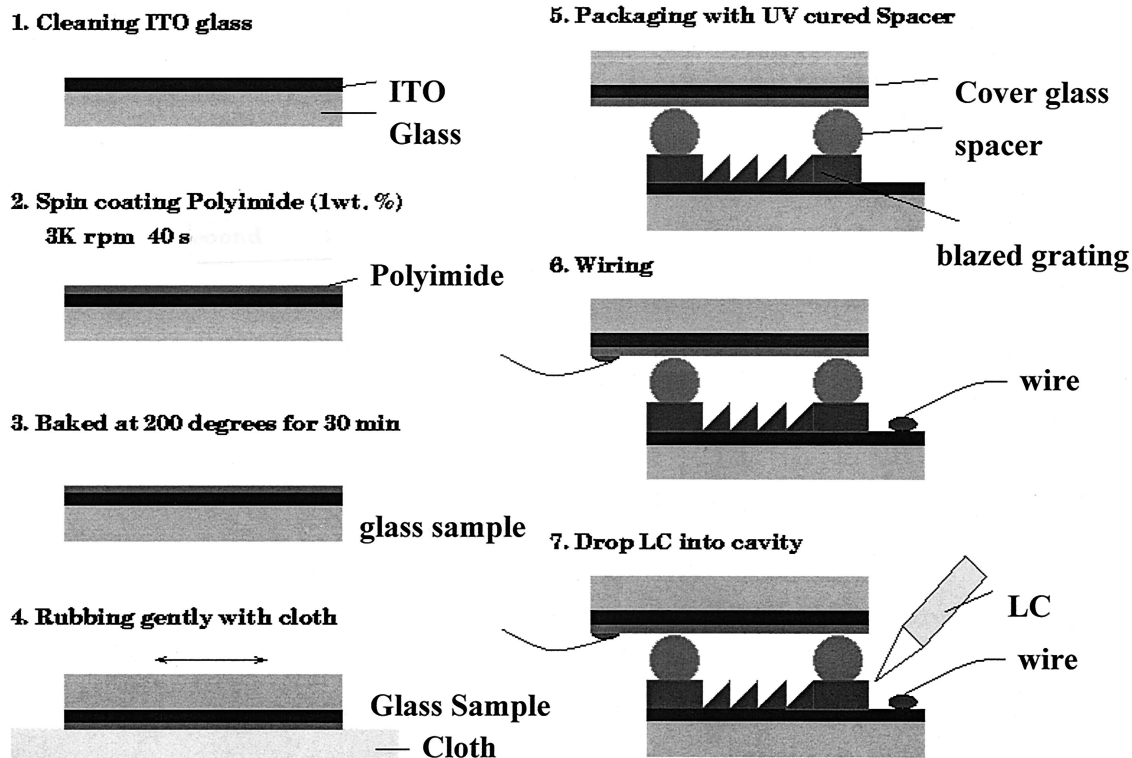 1. Cleaning ITO glass
ITO
Glass
2. Spin coating Polyimide (1wt. %)
3K rpm 40 s
Polyimide
3. Baked at 200 degrees for 30 min
glass sample
4. Rubbing gently with cloth
Glass Sample
Cloth
5. Packaging with UV cured Spacer
Cover glass
spacer
blazed grating
6. Wiring
wire
7. Drop LC into cavity
LC
wire